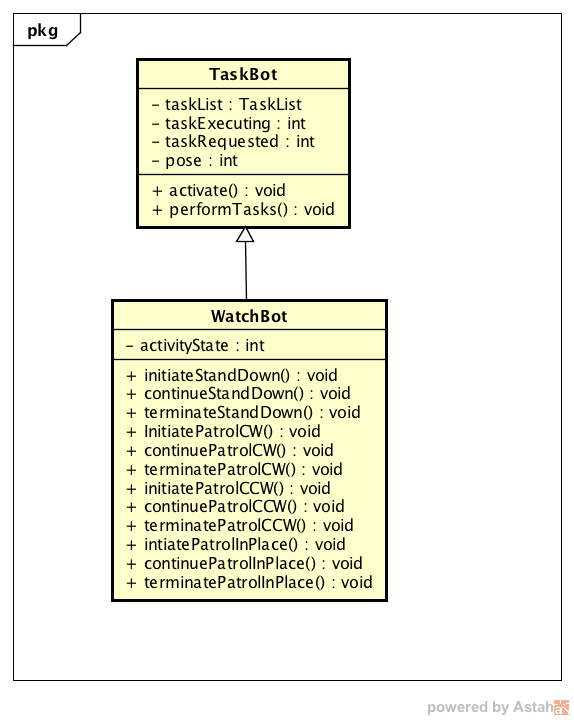 pkg
TaskBot
- taskList : TaskList
- taskExecuting : int
- taskRequested : int
- pose : int
+ activate() : void
+ performTasks() : void
WatchBot
- activityState : int
+ initiateStandDown() : void
+ continueStandDown() : void
+ terminateStandDown() : void
+ InitiatePatrolCW() : void
+ continuePatrolCW() : void
+ terminatePatrolCW() : void
+ initiatePatrolCCW() : void
+ continuePatrolCCW() : void
+ terminatePatrolCCW() : void
+ intiatePatrolInPlace() : void
+ continuePatrolInPlace() : void
+ terminatePatrolInPlace() : void
powered by Astah